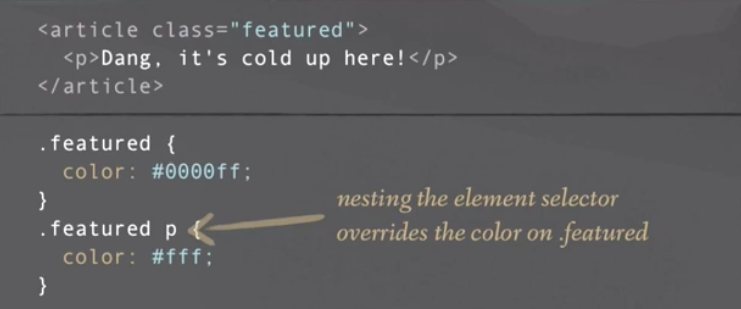 <article class="featured">
<p>Dang, it's cold up here!</p>
</article>
.featured {
color: #0000ff;
}
.featured p {
color: #fff;
}
nesting the element selector
overrides the color on .featured